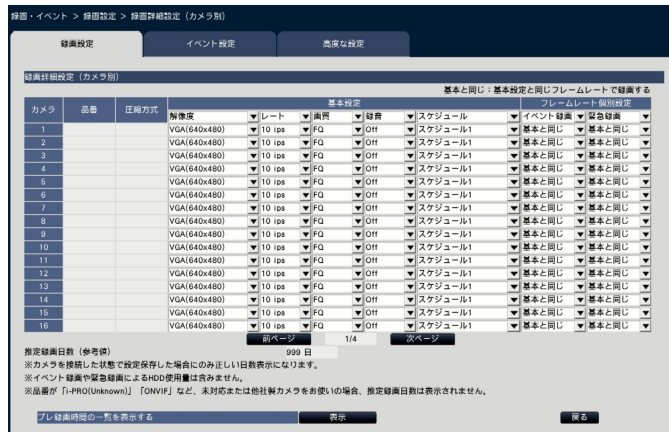 録画・イベント > 録画設定 > 録画詳細設定（カメラ別）
録画設定 イベント設定 高度な設定
録画詳細設定（カメラ別）
基本と同じ：基本設定と同じフレームレートで録画する
カメラ 品番 圧縮方式 基本設定 フレームレート個別設定
解像度 ▼ レート ▼ 画質 ▼ 録音 ▼ スケジュール ▼ イベント録画 ▼ 緊急録画 ▼
1 VGA(640x480) ▼ 10 ips ▼ FQ ▼ Off ▼ スケジュール1 ▼ 基本と同じ ▼ 基本と同じ ▼
2 VGA(640x480) ▼ 10 ips ▼ FQ ▼ Off ▼ スケジュール1 ▼ 基本と同じ ▼ 基本と同じ ▼
3 VGA(640x480) ▼ 10 ips ▼ FQ ▼ Off ▼ スケジュール1 ▼ 基本と同じ ▼ 基本と同じ ▼
4 VGA(640x480) ▼ 10 ips ▼ FQ ▼ Off ▼ スケジュール1 ▼ 基本と同じ ▼ 基本と同じ ▼
5 VGA(640x480) ▼ 10 ips ▼ FQ ▼ Off ▼ スケジュール1 ▼ 基本と同じ ▼ 基本と同じ ▼
6 VGA(640x480) ▼ 10 ips ▼ FQ ▼ Off ▼ スケジュール1 ▼ 基本と同じ ▼ 基本と同じ ▼
7 VGA(640x480) ▼ 10 ips ▼ FQ ▼ Off ▼ スケジュール1 ▼ 基本と同じ ▼ 基本と同じ ▼
8 VGA(640x480) ▼ 10 ips ▼ FQ ▼ Off ▼ スケジュール1 ▼ 基本と同じ ▼ 基本と同じ ▼
9 VGA(640x480) ▼ 10 ips ▼ FQ ▼ Off ▼ スケジュール1 ▼ 基本と同じ ▼ 基本と同じ ▼
10 VGA(640x480) ▼ 10 ips ▼ FQ ▼ Off ▼ スケジュール1 ▼ 基本と同じ ▼ 基本と同じ ▼
11 VGA(640x480) ▼ 10 ips ▼ FQ ▼ Off ▼ スケジュール1 ▼ 基本と同じ ▼ 基本と同じ ▼
12 VGA(640x480) ▼ 10 ips ▼ FQ ▼ Off ▼ スケジュール1 ▼ 基本と同じ ▼ 基本と同じ ▼
13 VGA(640x480) ▼ 10 ips ▼ FQ ▼ Off ▼ スケジュール1 ▼ 基本と同じ ▼ 基本と同じ ▼
14 VGA(640x480) ▼ 10 ips ▼ FQ ▼ Off ▼ スケジュール1 ▼ 基本と同じ ▼ 基本と同じ ▼
15 VGA(640x480) ▼ 10 ips ▼ FQ ▼ Off ▼ スケジュール1 ▼ 基本と同じ ▼ 基本と同じ ▼
16 VGA(640x480) ▼ 10 ips ▼ FQ ▼ Off ▼ スケジュール1 ▼ 基本と同じ ▼ 基本と同じ ▼
前ページ 1/4 次ページ
推定録画日数（参考値） 999 日
※カメラを接続した状態で設定保存した場合にのみ正しい日数表示になります。
※イベント録画や緊急録画によるHDD使用量は含みません。
※品番が「i-PRO(Unknown)」「ONVIF」など、未対応または他社製カメラをお使いの場合、推定録画日数は表示されません。
プレ録画時間の一覧を表示する 表示 戻る